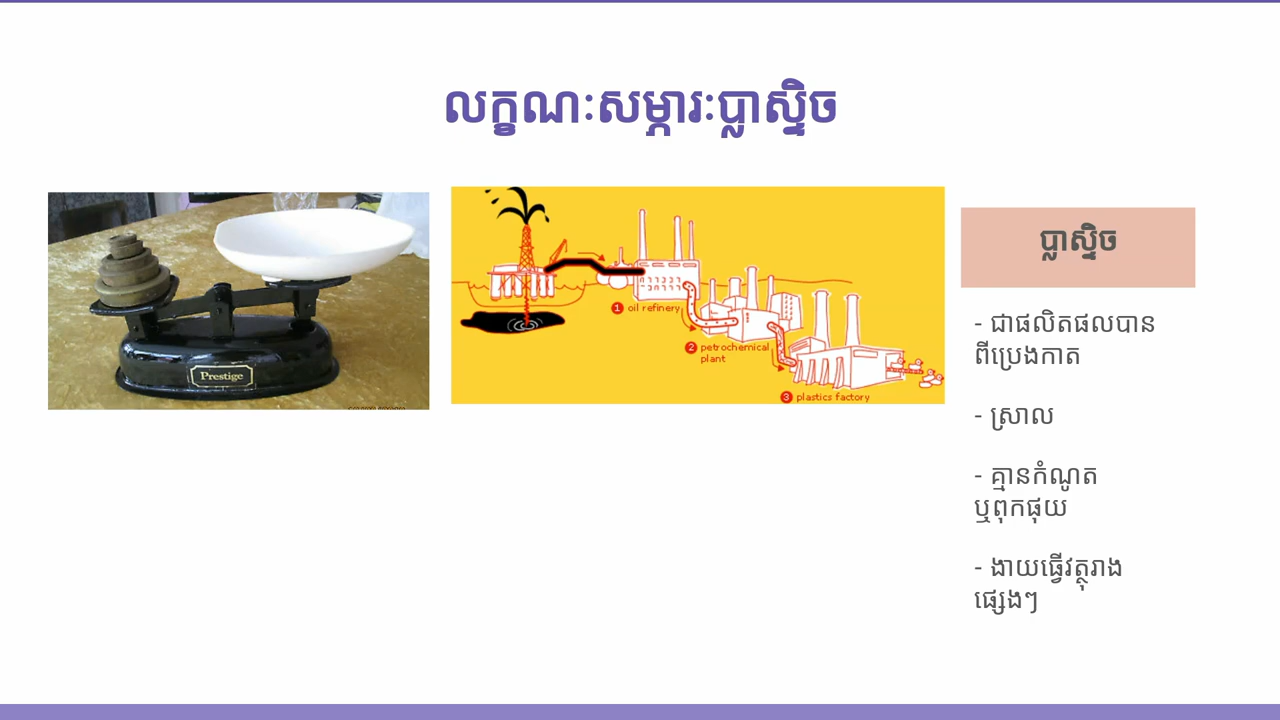 លក្ខណៈសម្ភារៈប្លាស្ទិច
Prestige
1 oil refinery
2 petrochemical
plant
3 plastics factory
ប្លាស្ទិច
- ជាផលិតផលបាន
ពីប្រេងកាត
- ស្រាល
- គ្មានកំណូត
ឬពុកផុយ
- ងាយធ្វើវត្ថុរាង
ផ្សេងៗ